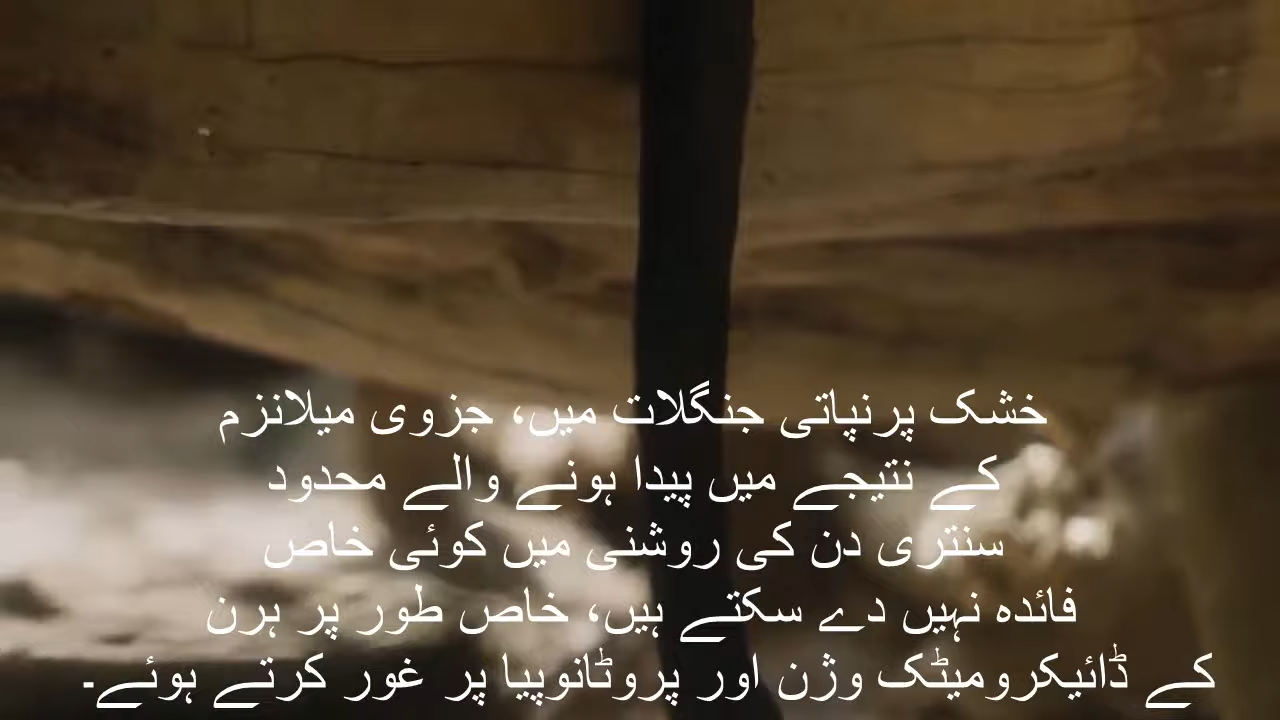 خشک پرنپاتی جنگلات میں، جزوی میلانزم
کے نتیجے میں پیدا ہونے والے محدود
سنتری دن کی روشنی میں کوئی خاص
فائدہ نہیں دے سکتے ہیں، خاص طور پر ہرن
کے ڈائیکرومیٹک وژن اور پروٹانوپیا پر غور کرتے ہوئے۔